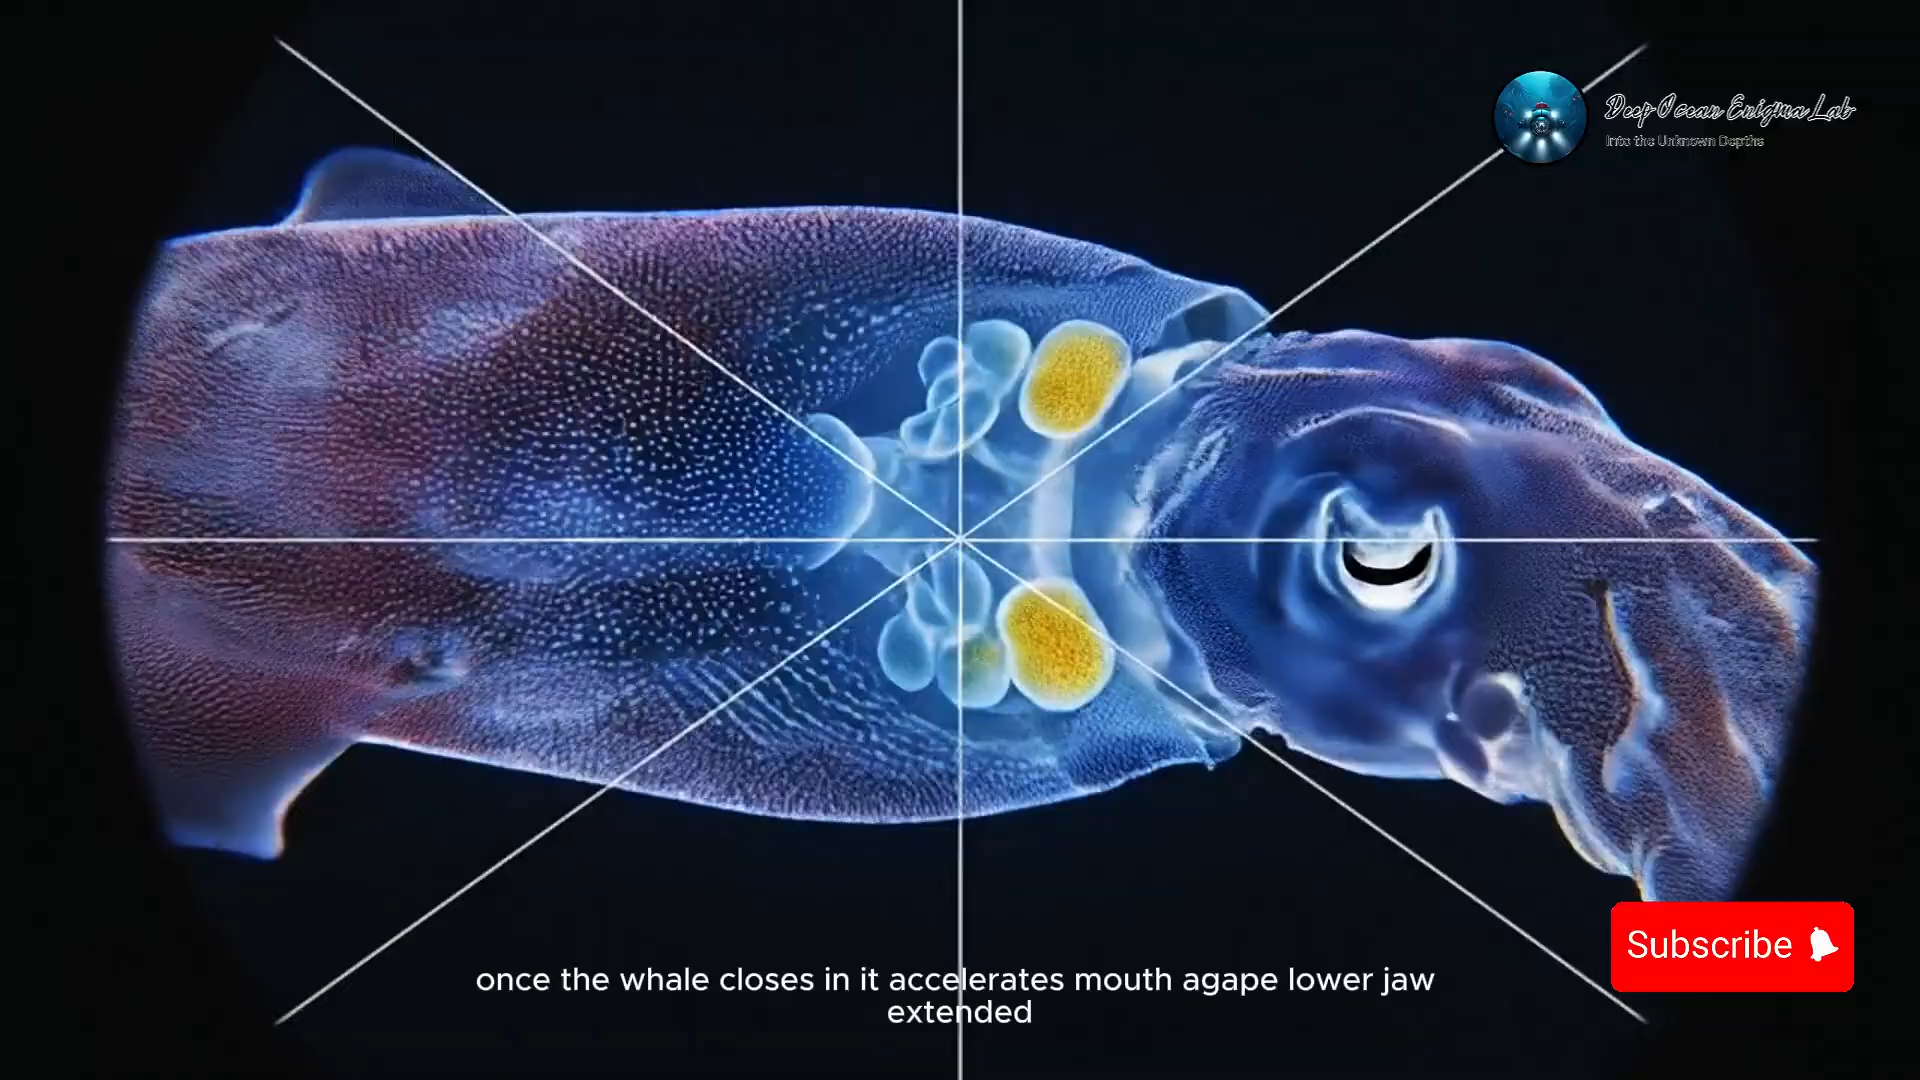 Deep Ocean Enigma Lab
Into the Unknown Depths
once the whale closes in it accelerates mouth agape lower jaw
extended
Subscribe